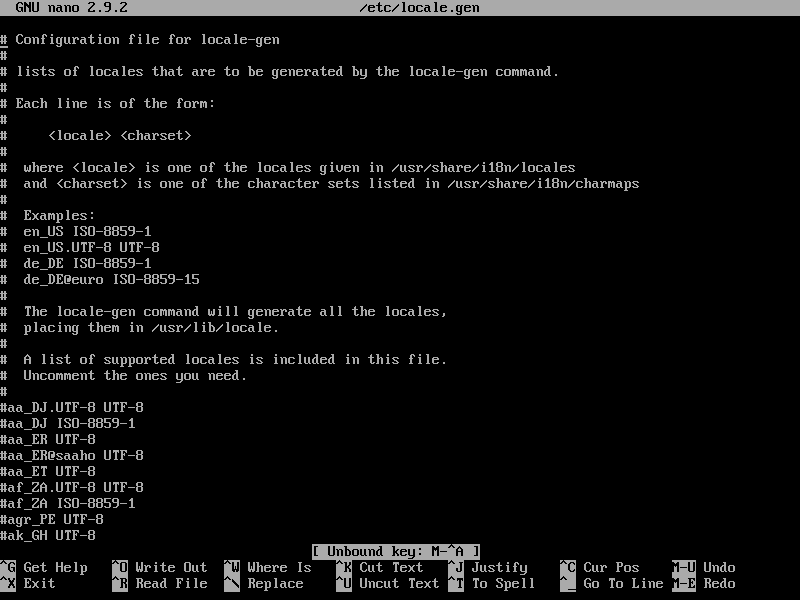 GNU nano 2.9.2 /etc/locale.gen
# Configuration file for locale-gen
#
# lists of locales that are to be generated by the locale-gen command.
#
# Each line is of the form:
#
#     <locale> <charset>
#
#  where <locale> is one of the locales given in /usr/share/i18n/locales
#  and <charset> is one of the character sets listed in /usr/share/i18n/charmaps
#
#  Examples:
#  en_US ISO-8859-1
#  en_US.UTF-8 UTF-8
#  de_DE ISO-8859-1
#  de_DE@euro ISO-8859-15
#
#  The locale-gen command will generate all the locales,
#  placing them in /usr/lib/locale.
#
#  A list of supported locales is included in this file.
#  Uncomment the ones you need.
#
#aa_DJ.UTF-8 UTF-8
#aa_DJ ISO-8859-1
#aa_ER UTF-8
#aa_ER@saaho UTF-8
#aa_ET UTF-8
#af_ZA.UTF-8 UTF-8
#af_ZA ISO-8859-1
#agr_PE UTF-8
#ak_GH UTF-8
[ Unbound key: M-^A ]
^G Get Help ^O Write Out ^W Where Is ^K Cut Text ^J Justify ^C Cur Pos M-U Undo
^X Exit ^R Read File ^\ Replace ^U Uncut Text ^T To Spell ^_ Go To Line M-E Redo